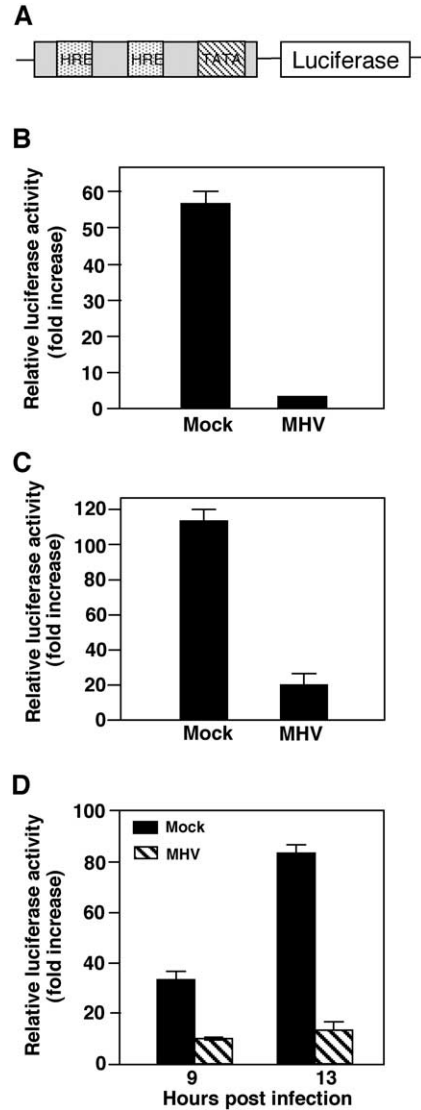 A
HRE HRE TATA Luciferase
B
Relative luciferase activity
(fold increase)
60
50
40
30
20
10
0
Mock MHV
C
Relative luciferase activity
(fold increase)
120
100
80
60
40
20
0
Mock MHV
D
Relative luciferase activity
(fold increase)
100
80
60
40
20
0
Mock
MHV
9 13
Hours post infection